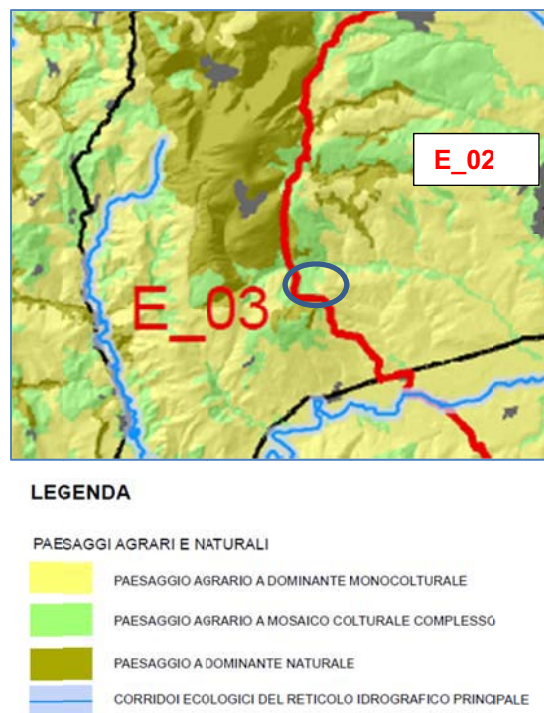 E_02
E_03
LEGENDA
PAESAGGI AGRARI E NATURALI
PAESAGGIO AGRARIO A DOMINANTE MONOCOLTURALE
PAESAGGIO AGRARIO A MOSAICO COLTURALE COMPLESSO
PAESAGGIO A DOMINANTE NATURALE
CORRIDOI ECOLOGICI DEL RETICOLO IDROGRAFICO PRINCIPALE